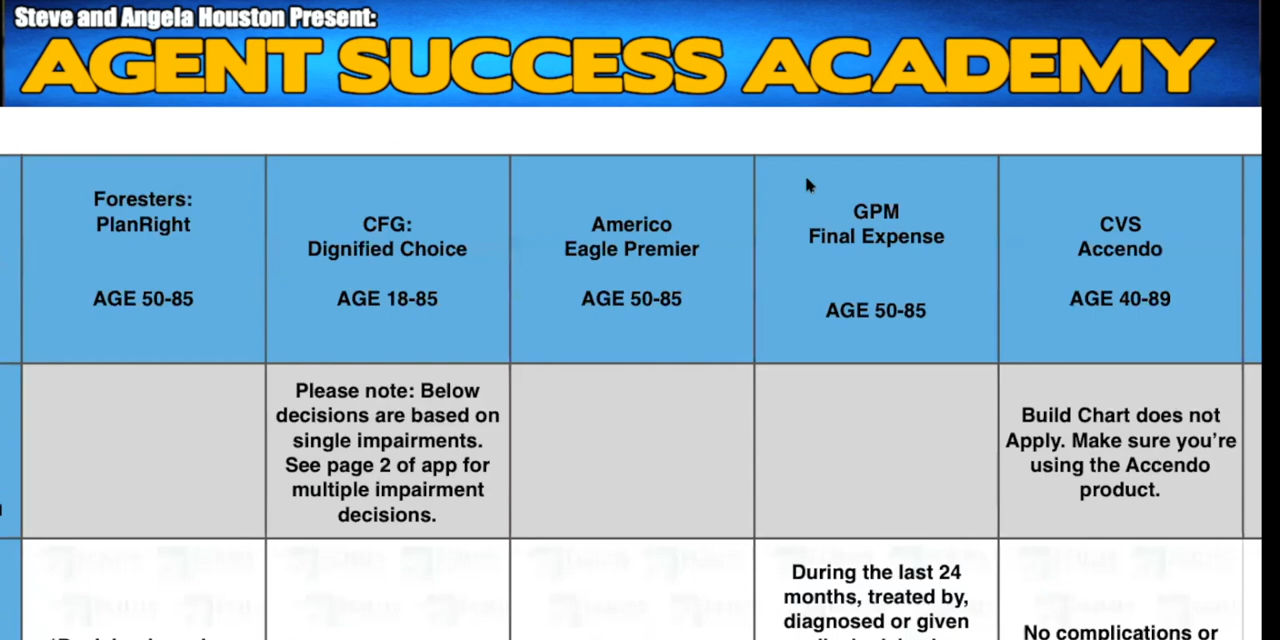 Steve and Angela Houston Present:
AGENT SUCCESS ACADEMY
Foresters:
PlanRight
AGE 50-85
CFG:
Dignified Choice
AGE 18-85
Americo
Eagle Premier
AGE 50-85
GPM
Final Expense
AGE 50-85
CVS
Accendo
AGE 40-89
Please note: Below
decisions are based on
single impairments.
See page 2 of app for
multiple impairment
decisions.
Build Chart does not
Apply. Make sure you're
using the Accendo
product.
During the last 24
months, treated by,
diagnosed or given
No complications or